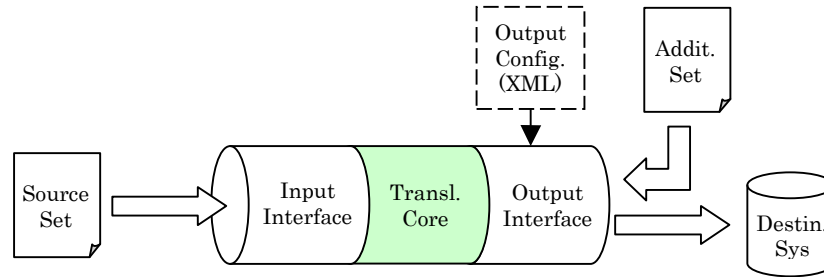 Output
Config.
(XML)
Addit.
Set
Source
Set
Input
Interface
Transl.
Core
Output
Interface
Destin.
Sys